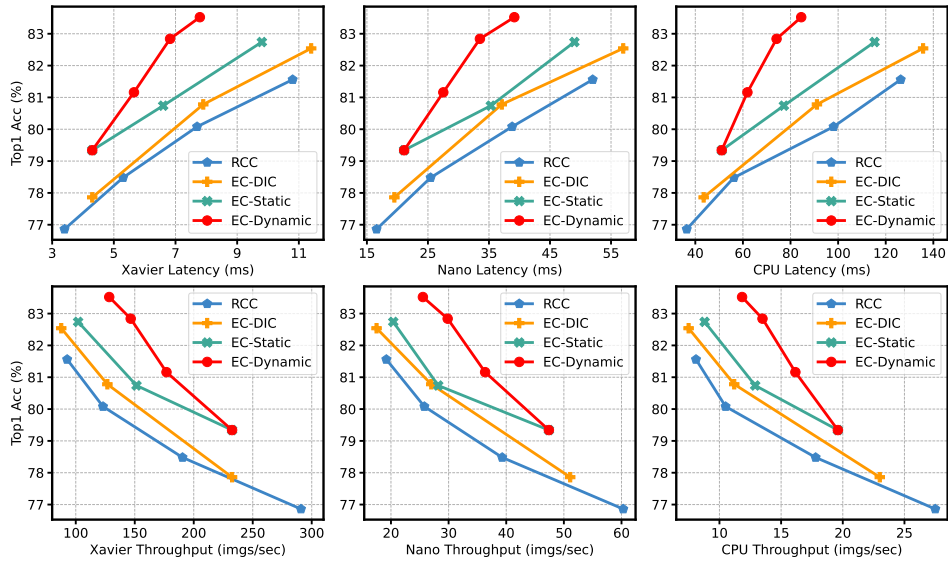 Top1 Acc (%)
83
82
81
80
79
78
77
3 5 7 9 11
Xavier Latency (ms)
RCC
EC-DIC
EC-Static
EC-Dynamic
83
82
81
80
79
78
77
15 25 35 45 55
Nano Latency (ms)
RCC
EC-DIC
EC-Static
EC-Dynamic
83
82
81
80
79
78
77
40 60 80 100 120 140
CPU Latency (ms)
RCC
EC-DIC
EC-Static
EC-Dynamic
Top1 Acc (%)
83
82
81
80
79
78
77
100 150 200 250 300
Xavier Throughput (imgs/sec)
RCC
EC-DIC
EC-Static
EC-Dynamic
83
82
81
80
79
78
77
20 30 40 50 60
Nano Throughput (imgs/sec)
RCC
EC-DIC
EC-Static
EC-Dynamic
83
82
81
80
79
78
77
10 15 20 25
CPU Throughput (imgs/sec)
RCC
EC-DIC
EC-Static
EC-Dynamic